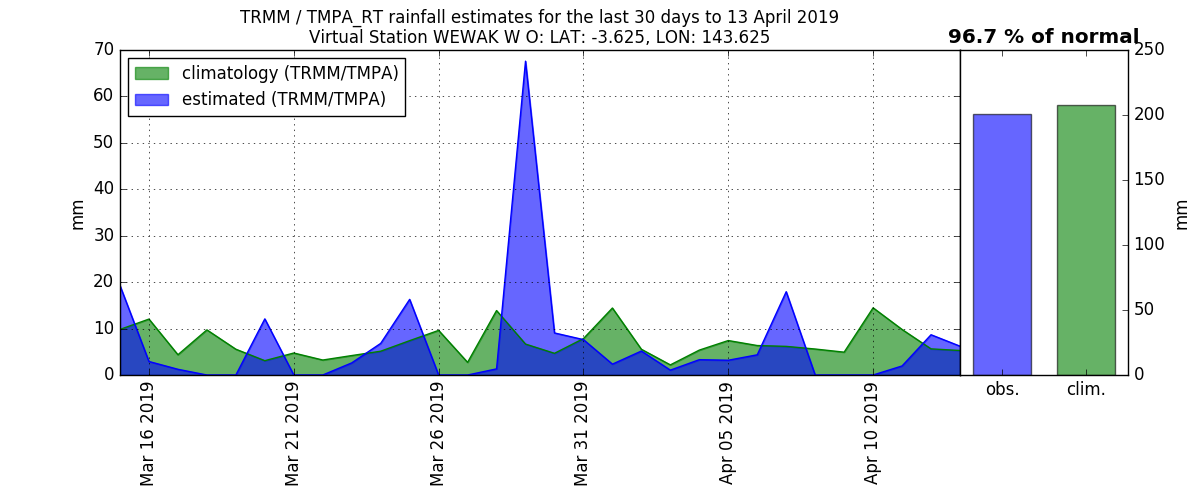 TRMM / TMPA_RT rainfall estimates for the last 30 days to 13 April 2019
Virtual Station WEWAK W O: LAT: -3.625, LON: 143.625
96.7 % of normal
climatology (TRMM/TMPA)
estimated (TRMM/TMPA)
70
60
50
40
30
20
10
0
mm
Mar 16 2019
Mar 21 2019
Mar 26 2019
Mar 31 2019
Apr 05 2019
Apr 10 2019
250
200
150
100
50
0
mm
obs.
clim.